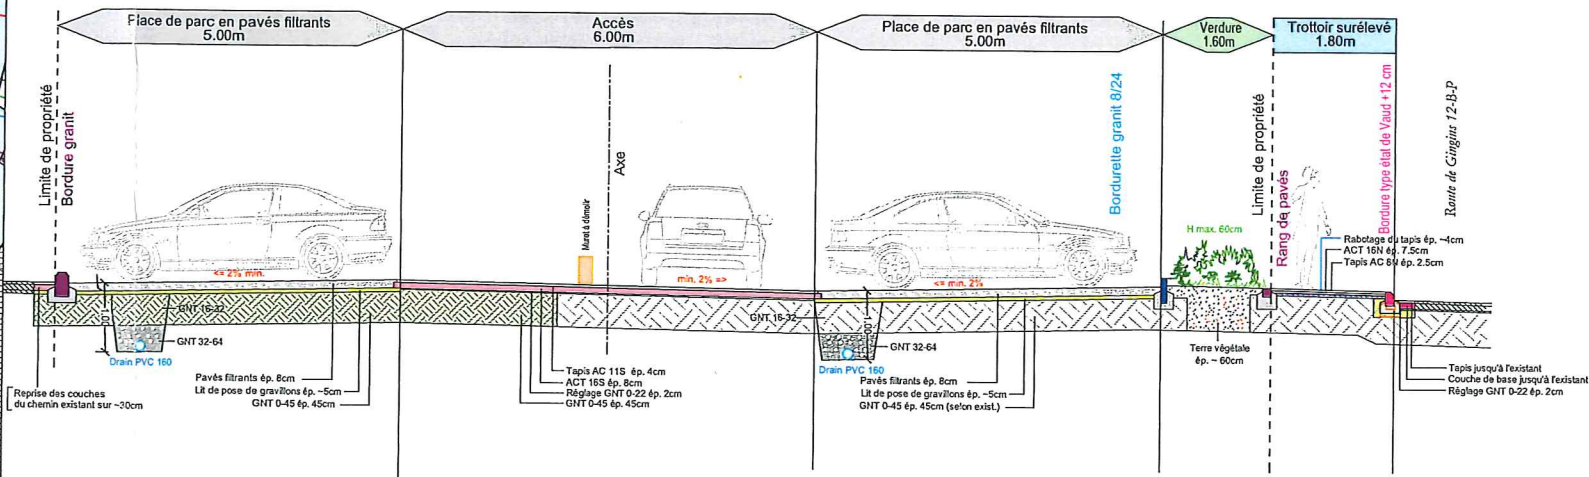 Place de parc en pavés filtrants
5.00m
Accès
6.00m
Place de parc en pavés filtrants
5.00m
Verdure
1.60m
Trottoir surélevé
1.80m
Limite de propriété
Bordure granit
Axe
Muret à démolir
Bordurette granit 8/24
Limite de propriété
Rang de pavés
Bordure type état de Vaud +12 cm
Route de Gingins 12-B-P
H max. 60cm
<= 2% min.
min. 2% =>
<= min. 2%
Rabotage du tapis ép. ~4cm
ACT 16N ép. 7.5cm
Tapis AC 8N ép. 2.5cm
1.00
GNT 16-32
GNT 32-64
Drain PVC 160
GNT 16-32
1.00
GNT 32-64
Drain PVC 160
Terre végétale
ép. ~ 60cm
Reprise des couches
du chemin existant sur ~30cm
Pavés filtrants ép. 8cm
Lit de pose de gravillons ép. ~5cm
GNT 0-45 ép. 45cm
Tapis AC 11S ép. 4cm
ACT 16S ép. 8cm
Réglage GNT 0-22 ép. 2cm
GNT 0-45 ép. 45cm
Pavés filtrants ép. 8cm
Lit de pose de gravillons ép. ~5cm
GNT 0-45 ép. 45cm (selon exist.)
Tapis jusqu'à l'existant
Couche de base jusqu'à l'existant
Réglage GNT 0-22 ép. 2cm